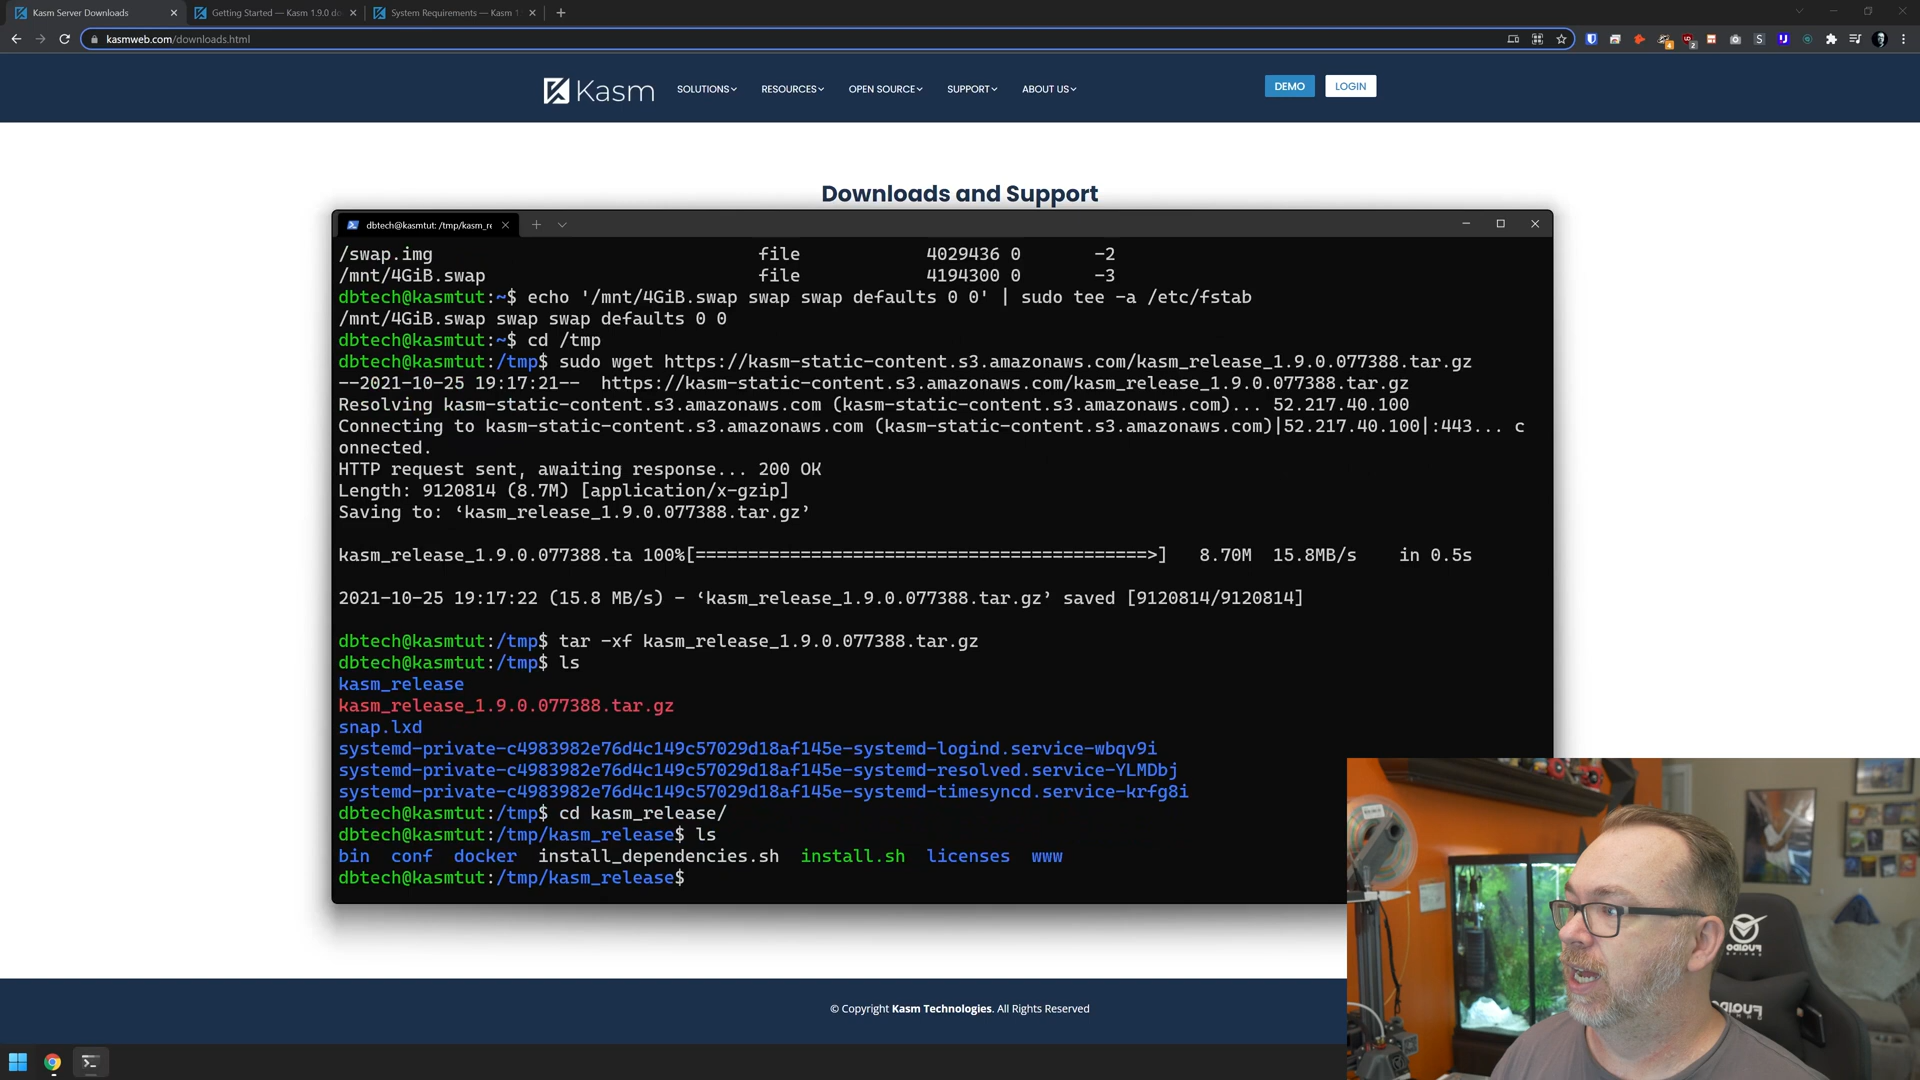 Kasm Server Downloads
Getting Started — Kasm 1.9.0 do
System Requirements — Kasm 1
kasmweb.com/downloads.html
Kasm
SOLUTIONS
RESOURCES
OPEN SOURCE
SUPPORT
ABOUT US
DEMO
LOGIN
Downloads and Support
dbtech@kasmtut: /tmp/kasm_re
/swap.img file 4029436 0 -2
/mnt/4GiB.swap file 4194300 0 -3
dbtech@kasmtut:~$ echo '/mnt/4GiB.swap swap swap defaults 0 0' | sudo tee -a /etc/fstab
/mnt/4GiB.swap swap swap defaults 0 0
dbtech@kasmtut:~$ cd /tmp
dbtech@kasmtut:/tmp$ sudo wget https://kasm-static-content.s3.amazonaws.com/kasm_release_1.9.0.077388.tar.gz
--2021-10-25 19:17:21-- https://kasm-static-content.s3.amazonaws.com/kasm_release_1.9.0.077388.tar.gz
Resolving kasm-static-content.s3.amazonaws.com (kasm-static-content.s3.amazonaws.com)... 52.217.40.100
Connecting to kasm-static-content.s3.amazonaws.com (kasm-static-content.s3.amazonaws.com)|52.217.40.100|:443... c
onnected.
HTTP request sent, awaiting response... 200 OK
Length: 9120814 (8.7M) [application/x-gzip]
Saving to: ‘kasm_release_1.9.0.077388.tar.gz’
kasm_release_1.9.0.077388.ta 100%[===========================================>] 8.70M 15.8MB/s in 0.5s
2021-10-25 19:17:22 (15.8 MB/s) - ‘kasm_release_1.9.0.077388.tar.gz’ saved [9120814/9120814]
dbtech@kasmtut:/tmp$ tar -xf kasm_release_1.9.0.077388.tar.gz
dbtech@kasmtut:/tmp$ ls
kasm_release
kasm_release_1.9.0.077388.tar.gz
snap.lxd
systemd-private-c4983982e76d4c149c57029d18af145e-systemd-logind.service-wbqv9i
systemd-private-c4983982e76d4c149c57029d18af145e-systemd-resolved.service-YLMDbj
systemd-private-c4983982e76d4c149c57029d18af145e-systemd-timesyncd.service-krfg8i
dbtech@kasmtut:/tmp$ cd kasm_release/
dbtech@kasmtut:/tmp/kasm_release$ ls
bin conf docker install_dependencies.sh install.sh licenses www
dbtech@kasmtut:/tmp/kasm_release$
© Copyright Kasm Technologies. All Rights Reserved